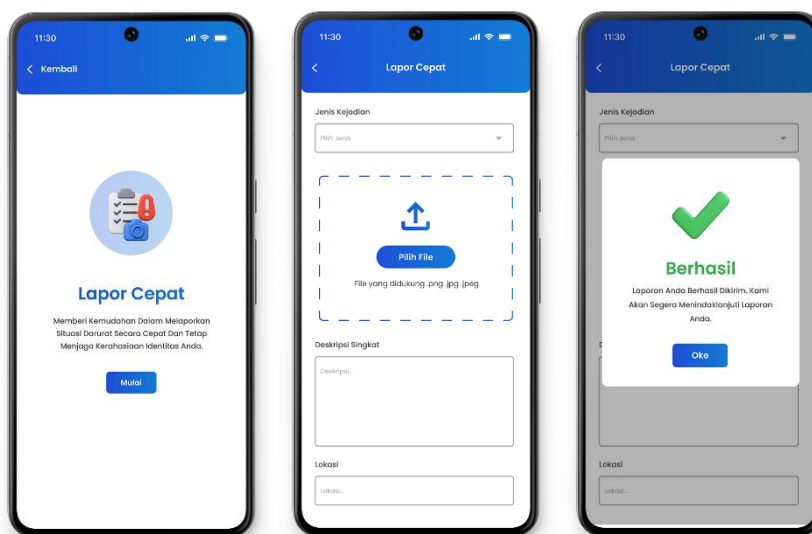 11:30
Kembali
Lapor Cepat
Memberi Kemudahan Dalam Melaporkan
Situasi Darurat Secara Cepat Dan Tetap
Menjaga Kerahasiaan Identitas Anda.
Mulai
11:30
Lapor Cepat
Jenis Kejadian
Pilih Jenis
Pilih File
File yang didukung .png .jpg .jpeg
Deskripsi Singkat
Deskripsi...
Lokasi
Lokasi...
11:30
Lapor Cepat
Jenis Kejadian
Pilih Jenis
Berhasil
Laporan Anda Berhasil Dikirim. Kami
Akan Segera Menindaklanjuti Laporan
Anda.
Oke
D
Lokasi
Lokasi...